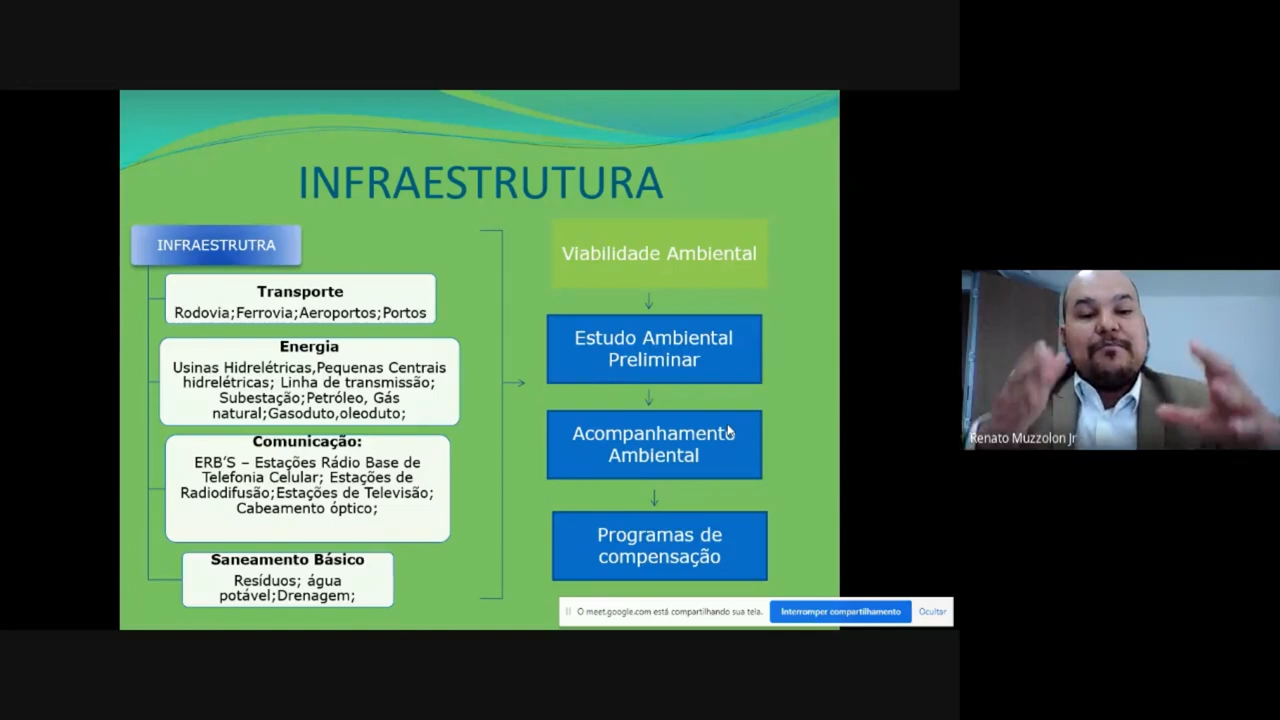 INFRAESTRUTURA
INFRAESTRUTRA
Transporte
Rodovia;Ferrovia;Aeroportos;Portos
Energia
Usinas Hidrelétricas,Pequenas Centrais
hidrelétricas; Linha de transmissão;
Subestação;Petróleo, Gás
natural;Gasoduto,oleoduto;
Comunicação:
ERB'S – Estações Rádio Base de
Telefonia Celular; Estações de
Radiodifusão;Estações de Televisão;
Cabeamento óptico;
Saneamento Básico
Resíduos; água
potável;Drenagem;
Viabilidade Ambiental
Estudo Ambiental
Preliminar
Acompanhamento
Ambiental
Programas de
compensação
O meet.google.com está compartilhando sua tela.
Interromper compartilhamento
Ocultar
Renato Muzzolon Jr